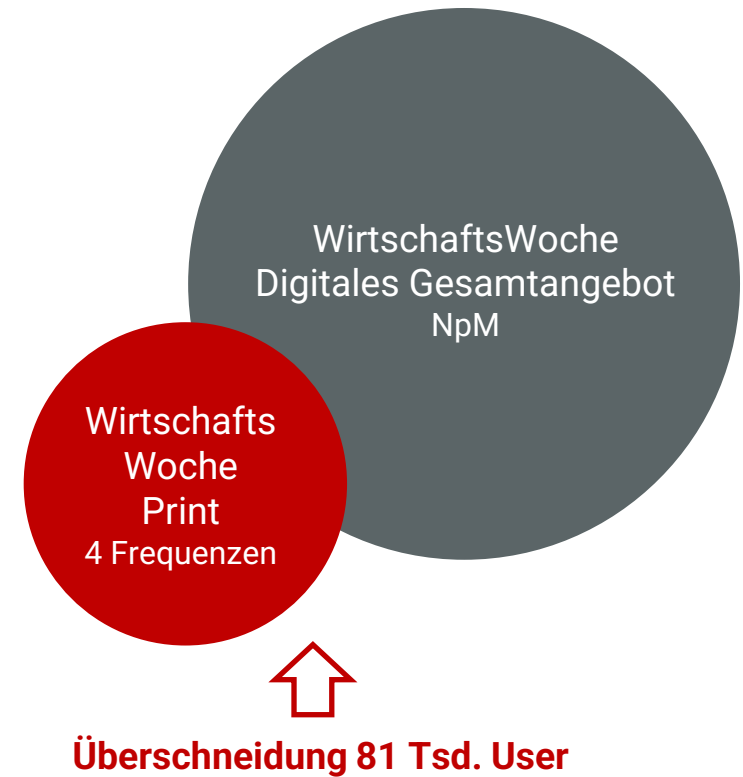 WirtschaftsWoche
Digitales Gesamtangebot
NpM
Wirtschafts
Woche
Print
4 Frequenzen
Überschneidung 81 Tsd. User